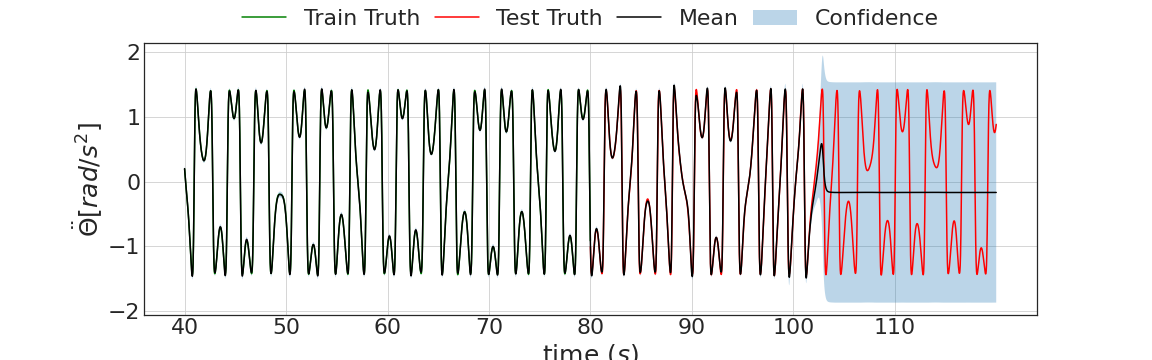 Train Truth Test Truth Mean Confidence
2
1
0
−1
−2
Θ̈[rad/s²]
40 50 60 70 80 90 100 110
time (s)